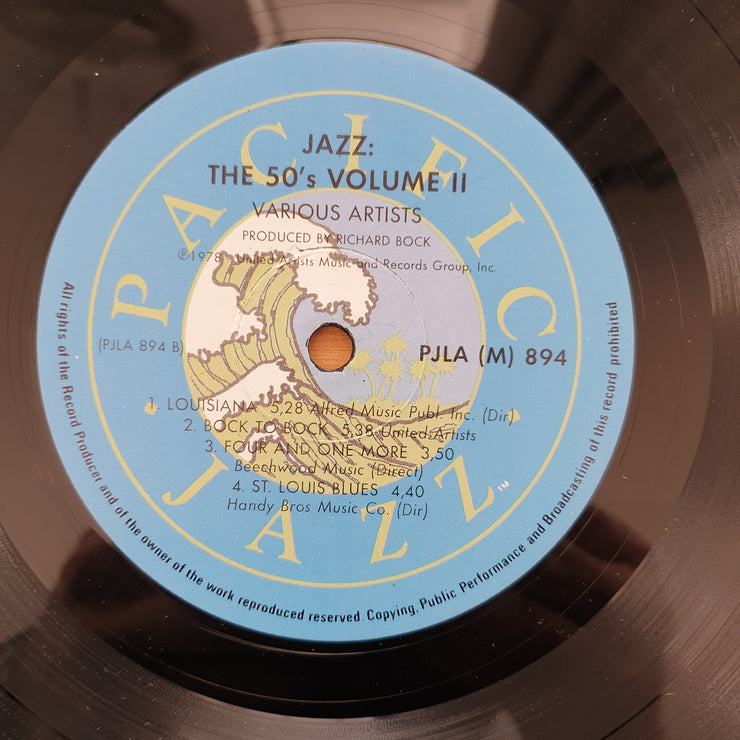 PACIFIC
JAZZ:
THE 50's VOLUME II
VARIOUS ARTISTS
PRODUCED BY RICHARD BOCK
℗1978 United Artists Music and Records Group, Inc.
(PJLA 894 B)
PJLA (M) 894
1. LOUISIANA 5,28 Alfred Music Publ. Inc. (Dir)
2. BOCK TO BOCK 5,38 United Artists
3. FOUR AND ONE MORE 3,50
Beechwood Music (Direct)
4. ST. LOUIS BLUES 4,40
Handy Bros Music Co. (Dir)
JAZZ ™
All rights of the Record Producer and of the owner of the work reproduced reserved. Copying, Public Performance and Broadcasting of this record prohibited